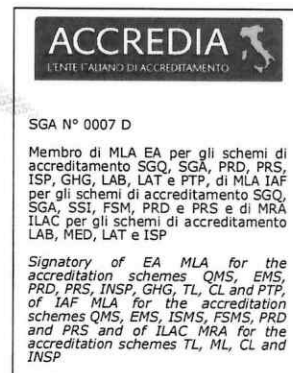 ACCREDIA
L'ENTE ITALIANO DI ACCREDITAMENTO
SGA N° 0007 D
Membro di MLA EA per gli schemi di
accreditamento SGQ, SGA, PRD, PRS,
ISP, GHG, LAB, LAT e PTP, di MLA IAF
per gli schemi di accreditamento SGQ,
SGA, SSI, FSM, PRD e PRS e di MRA
ILAC per gli schemi di accreditamento
LAB, MED, LAT e ISP
Signatory of EA MLA for the
accreditation schemes QMS, EMS,
PRD, PRS, INSP, GHG, TL, CL and PTP,
of IAF MLA for the accreditation
schemes QMS, EMS, ISMS, FSMS, PRD
and PRS and of ILAC MRA for the
accreditation schemes TL, ML, CL and
INSP